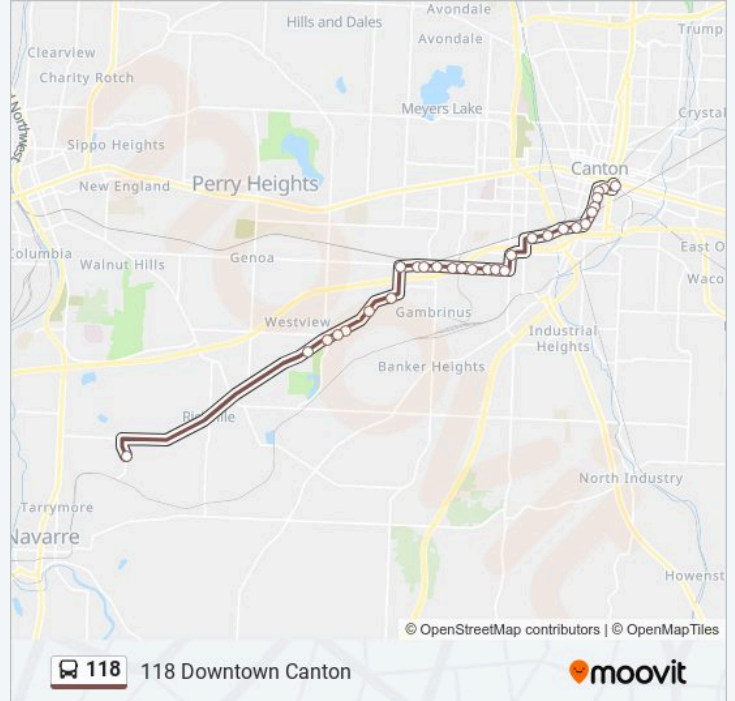 Avondale
Hills and Dales
Trump
Avondale
Clearview
Charity Rotch
Meyers Lake
Northwest
Crystal
Sippo Heights
Canton
New England
Perry Heights
Columbia
Walnut Hills
Genoa
East O
Waco
Westview
Gambrinus
Industrial
Heights
Banker Heights
North Industry
Tarrymore
Navarre
Howenst
© OpenStreetMap contributors | © OpenMapTiles
118
118 Downtown Canton
moovit